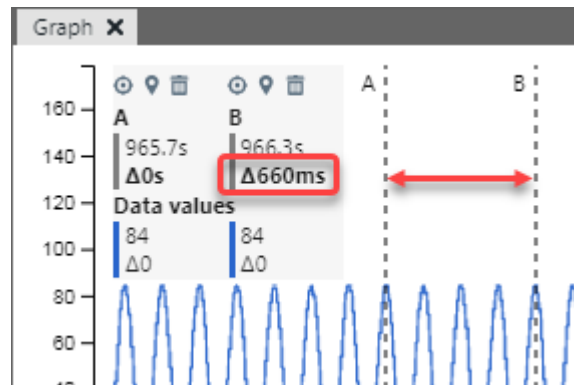 Graph
A B
A B
965.7s 966.3s
Δ0s Δ660ms
Data values
84 84
Δ0 Δ0
160
140
120
100
80
60